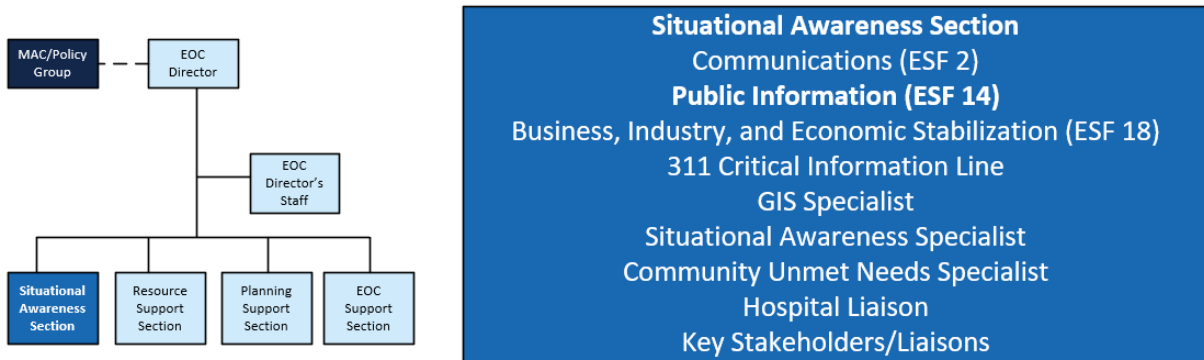 MAC/Policy
Group
EOC
Director
EOC
Director's
Staff
Situational
Awareness
Section
Resource
Support
Section
Planning
Support
Section
EOC
Support
Section
Situational Awareness Section
Communications (ESF 2)
Public Information (ESF 14)
Business, Industry, and Economic Stabilization (ESF 18)
311 Critical Information Line
GIS Specialist
Situational Awareness Specialist
Community Unmet Needs Specialist
Hospital Liaison
Key Stakeholders/Liaisons